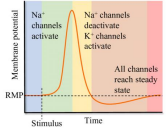 Membrane potential
Na⁺
channels
activate
Na⁺ channels
deactivate
K⁺ channels
activate
All channels
reach steady
state
RMP
Stimulus
Time